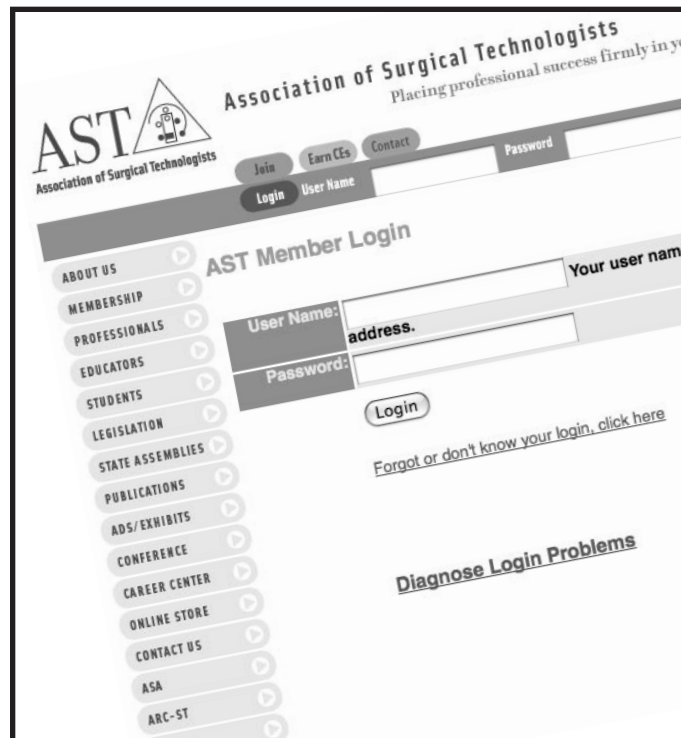 Association of Surgical Technologists
Placing professional success firmly in
AST
Association of Surgical Technologists
Join
Earn CEs
Contact
Login
User Name
Password
AST Member Login
User Name:
Your user
address.
Password:
Login
Forgot or don't know your login, click here
Diagnose Login Problems
ABOUT US
MEMBERSHIP
PROFESSIONALS
EDUCATORS
STUDENTS
LEGISLATION
STATE ASSEMBLIES
PUBLICATIONS
ADS/EXHIBITS
CONFERENCE
CAREER CENTER
ONLINE STORE
CONTACT US
ASA
ARC-ST